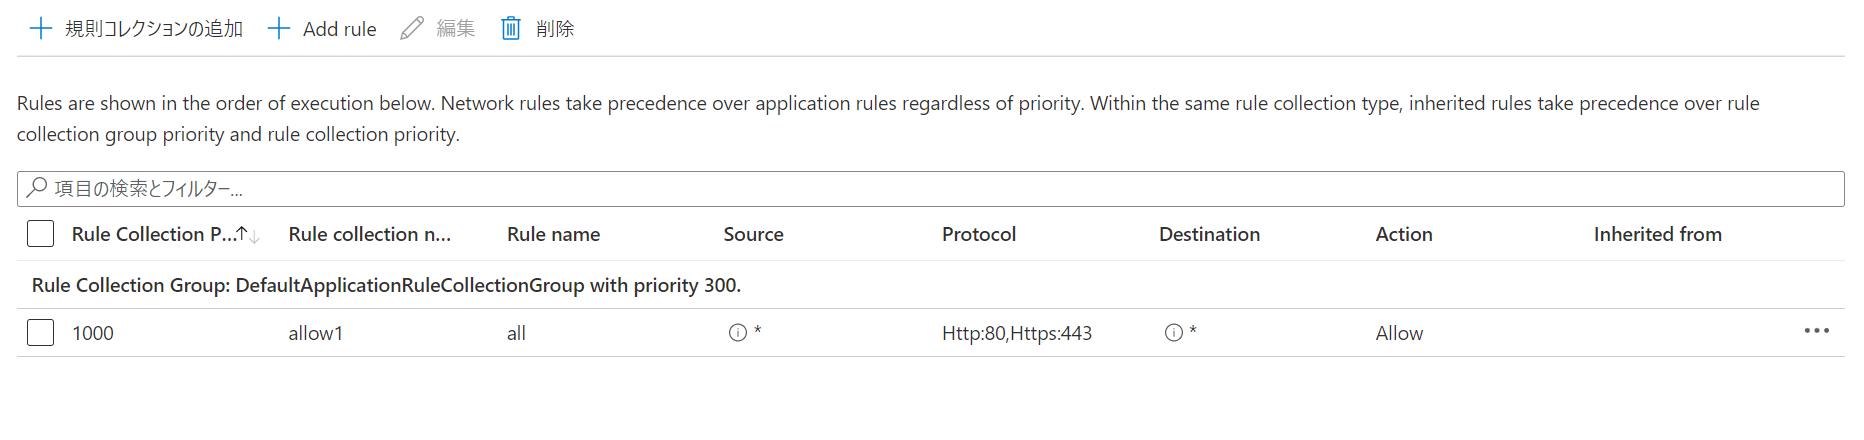 規則コレクションの追加 Add rule 編集 削除
Rules are shown in the order of execution below. Network rules take precedence over application rules regardless of priority. Within the same rule collection type, inherited rules take precedence over rule
collection group priority and rule collection priority.
項目の検索とフィルター...
Rule Collection P...↑↓ Rule collection n... Rule name Source Protocol Destination Action Inherited from
Rule Collection Group: DefaultApplicationRuleCollectionGroup with priority 300.
1000 allow1 all * Http:80,Https:443 * Allow